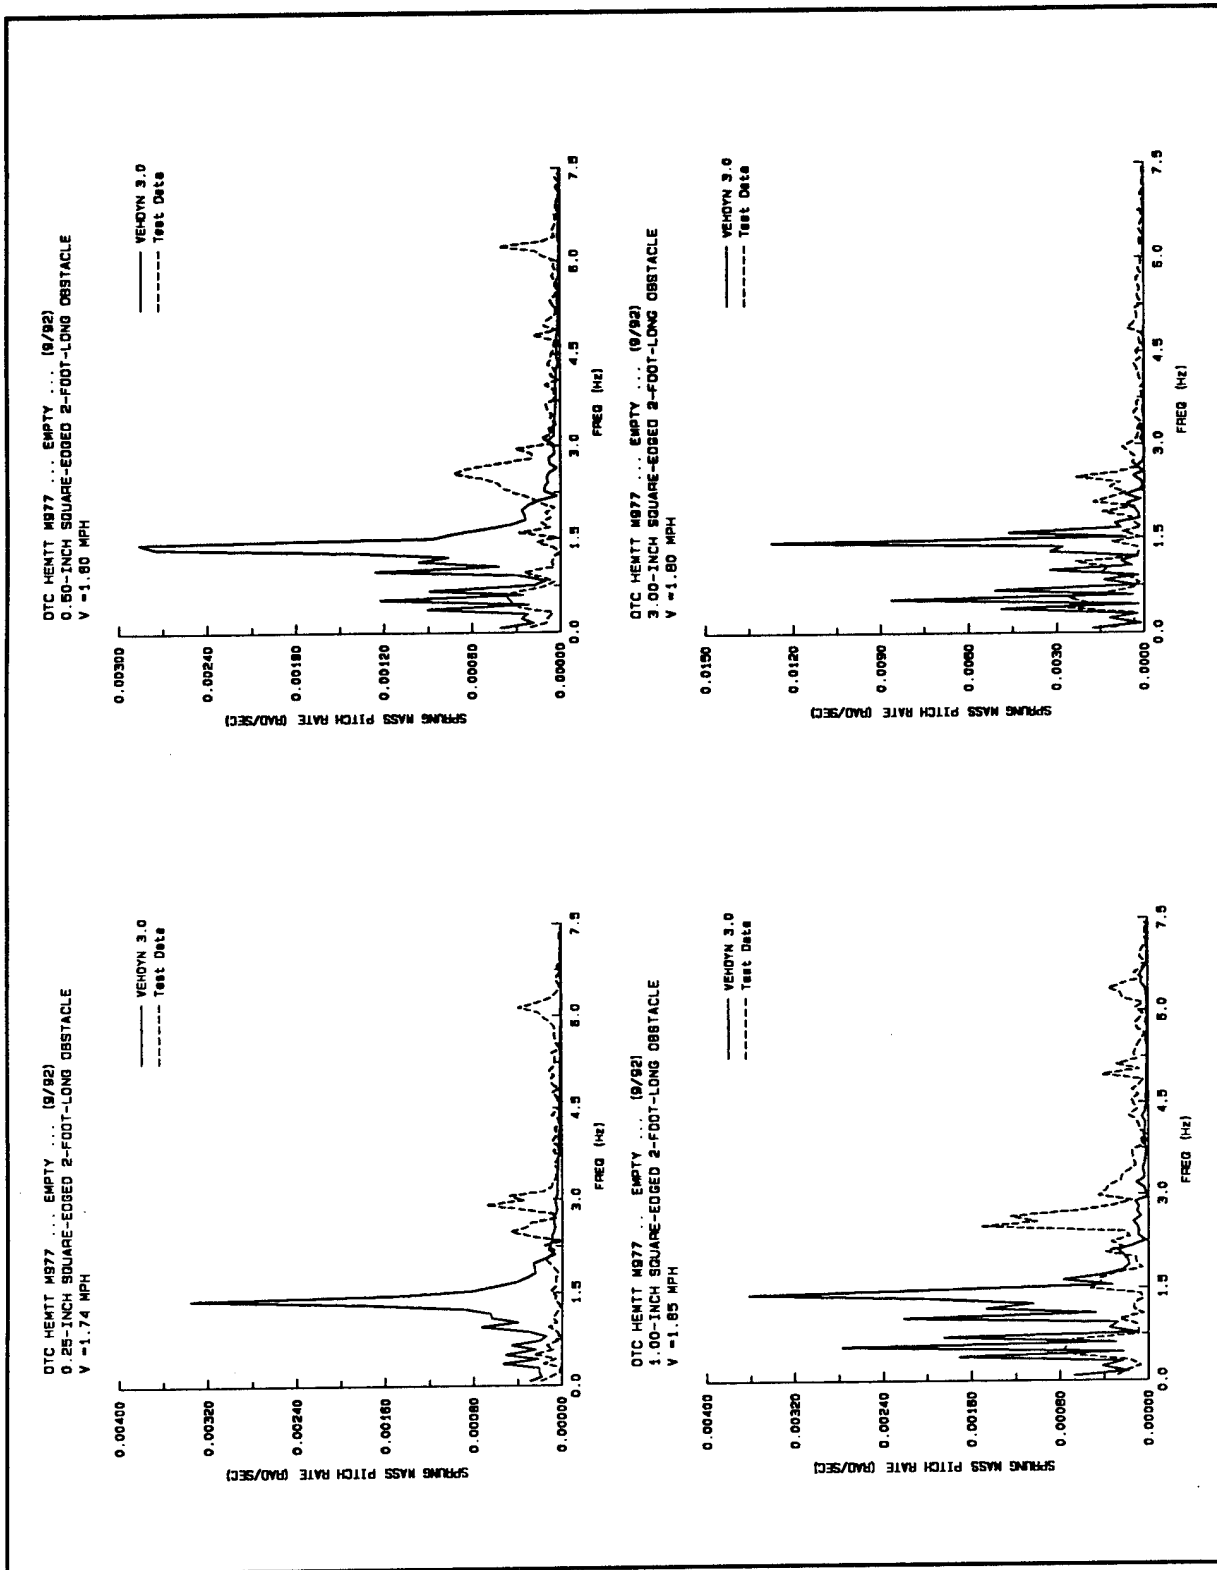 OTC HEMTT M977 ... EMPTY ... (9/92)
0.25-INCH SQUARE-EDGED 2-FOOT-LONG OBSTACLE
V =1.74 MPH
VEHDYN 3.0
Test Data
SPRUNG MASS PITCH RATE (RAD/SEC)
0.00400
0.00320
0.00240
0.00160
0.00080
0.00000
0.0
1.5
3.0
4.5
6.0
7.5
FREQ (Hz)
OTC HEMTT M977 ... EMPTY ... (9/92)
0.50-INCH SQUARE-EDGED 2-FOOT-LONG OBSTACLE
V =1.80 MPH
VEHDYN 3.0
Test Data
SPRUNG MASS PITCH RATE (RAD/SEC)
0.00300
0.00240
0.00180
0.00120
0.00060
0.00000
0.0
1.5
3.0
4.5
6.0
7.5
FREQ (Hz)
OTC HEMTT M977 .. EMPTY ... (9/92)
1.00-INCH SQUARE-EDGED 2-FOOT-LONG OBSTACLE
V =1.85 MPH
VEHDYN 3.0
Test Data
SPRUNG MASS PITCH RATE (RAD/SEC)
0.00400
0.00320
0.00240
0.00160
0.00080
0.00000
0.0
1.5
3.0
4.5
6.0
7.5
FREQ (Hz)
OTC HEMTT M977 ... EMPTY ... (9/92)
3.00-INCH SQUARE-EDGED 2-FOOT-LONG OBSTACLE
V =1.80 MPH
VEHDYN 3.0
Test Data
SPRUNG MASS PITCH RATE (RAD/SEC)
0.0150
0.0120
0.0090
0.0060
0.0030
0.0000
0.0
1.5
3.0
4.5
6.0
7.5
FREQ (Hz)